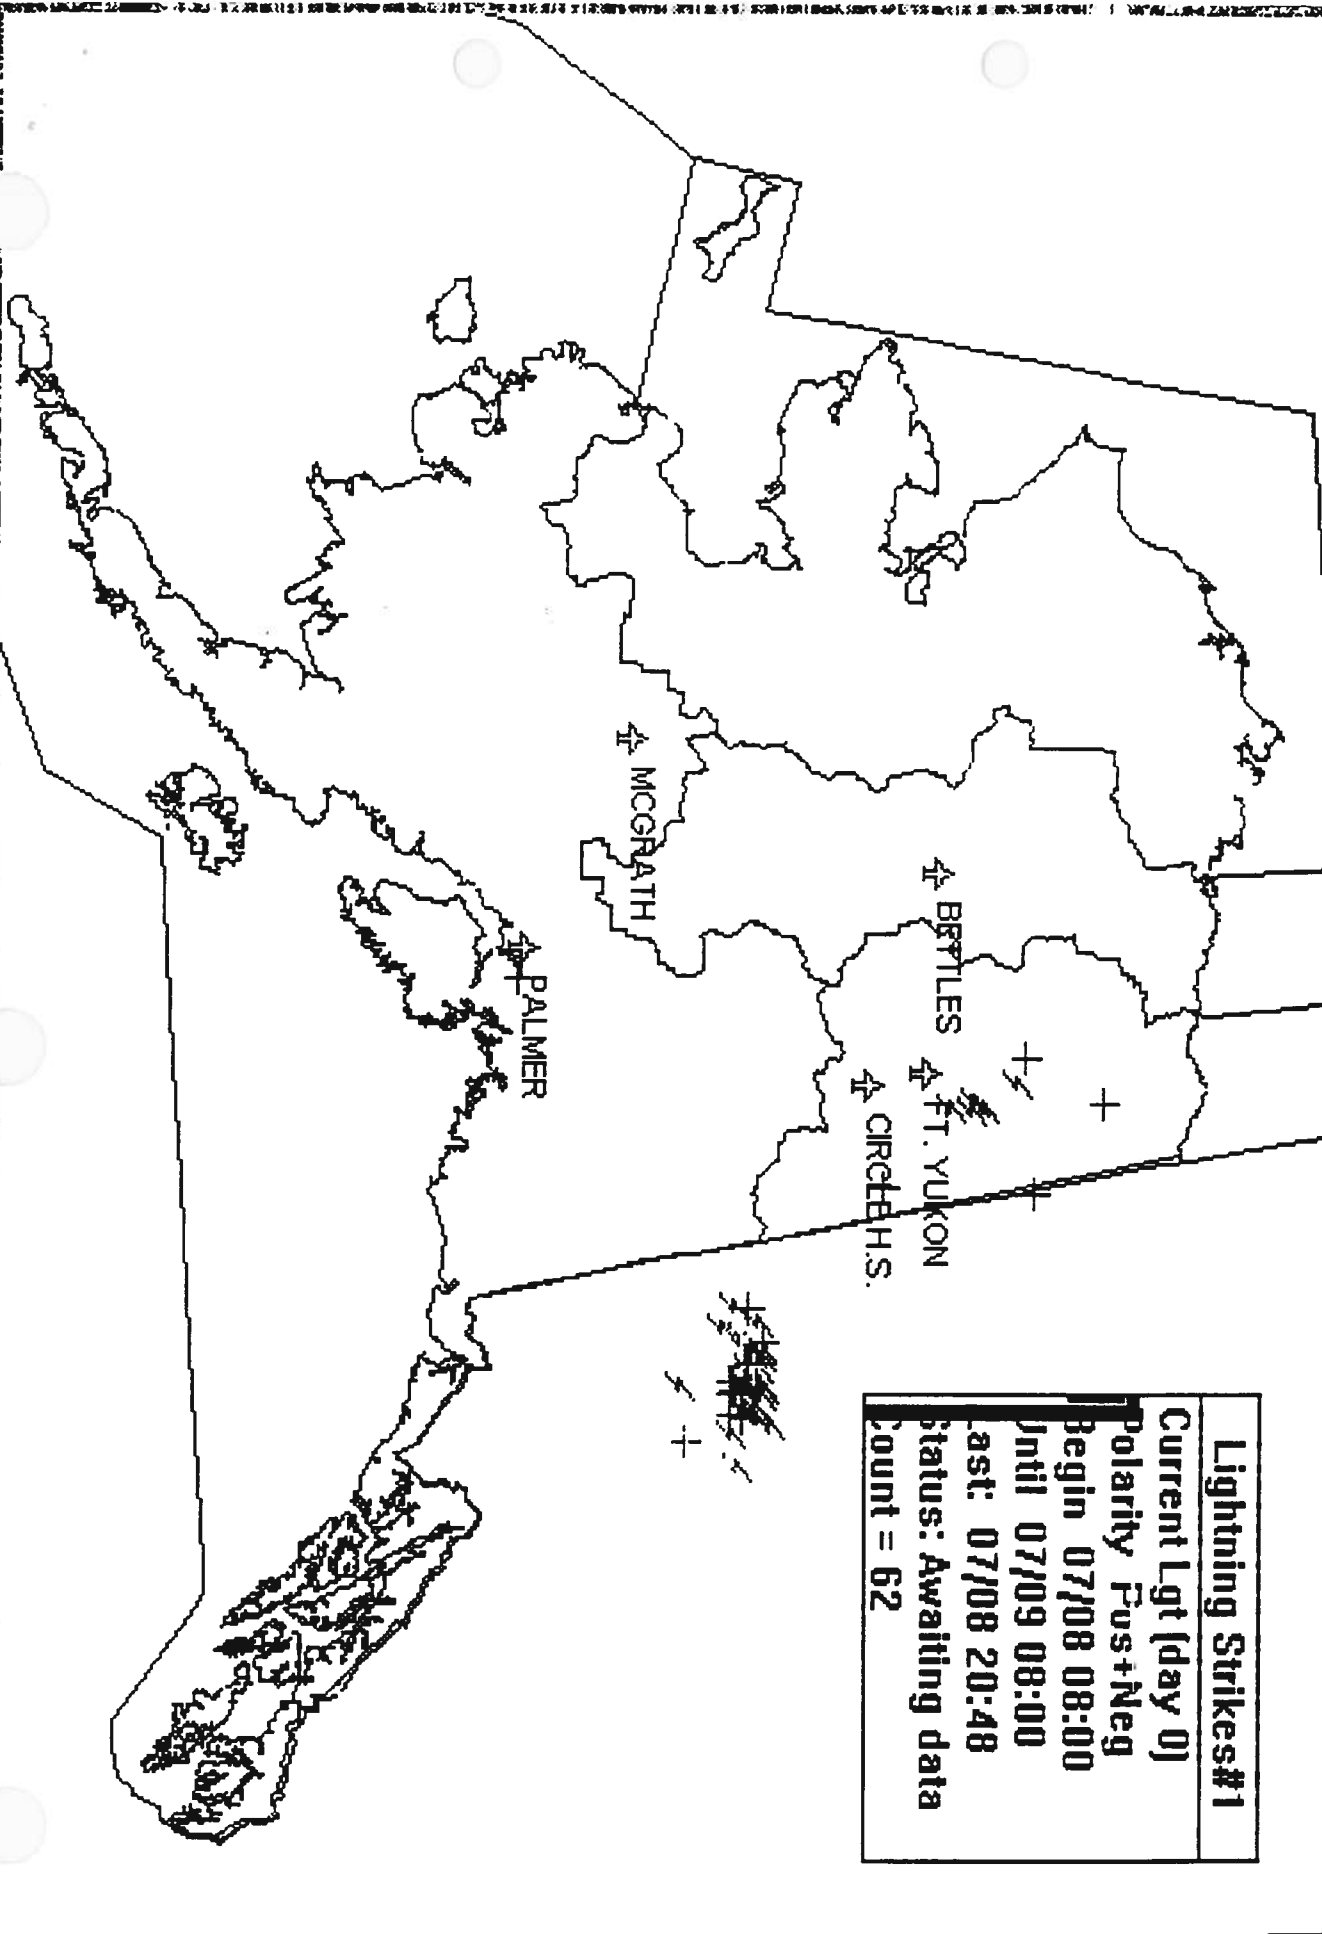 Lightning Strikes#1
Current Lgt(day 0)
Polarity Pos+Neg
Begin 07/08 08:00
Until 07/09 08:00
Last: 07/08 20:48
Status: Awaiting data
Count = 62
BETTLES
FT. YUKON
CIRCLE H.S.
MCGRATH
PALMER